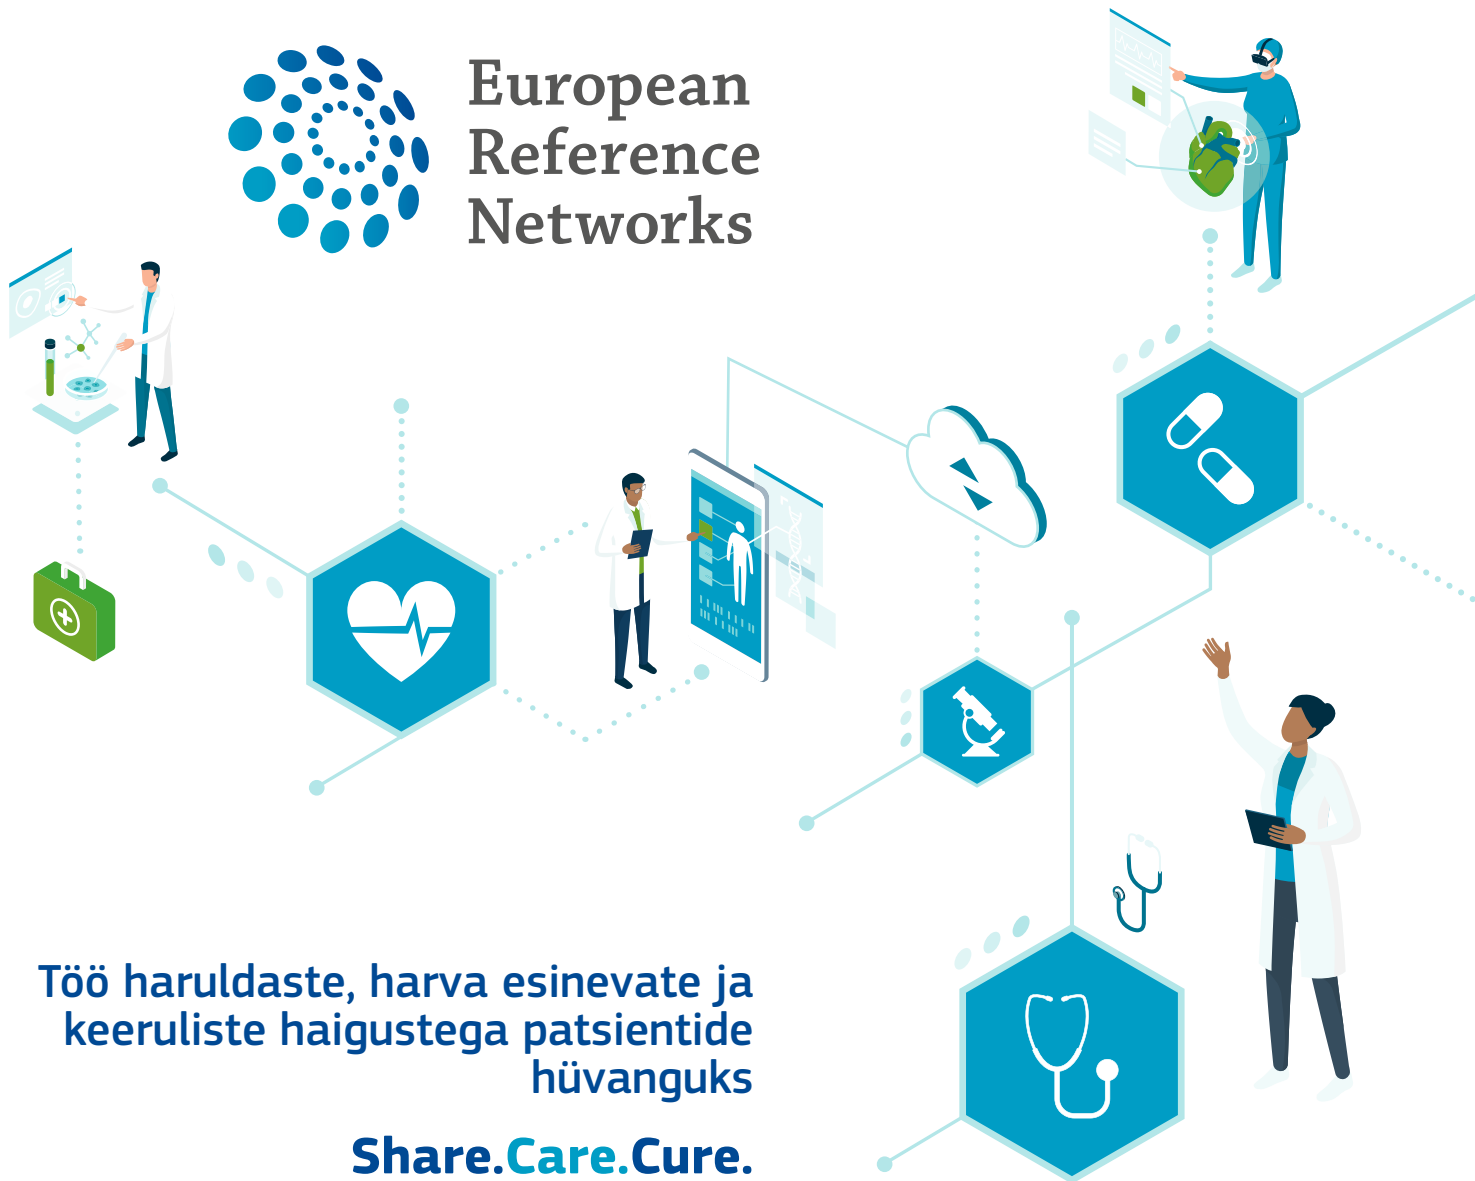 European
Reference
Networks
Töö haruldaste, harva esinevate ja
keeruliste haigustega patsientide
hüvanguks
Share.Care.Cure.